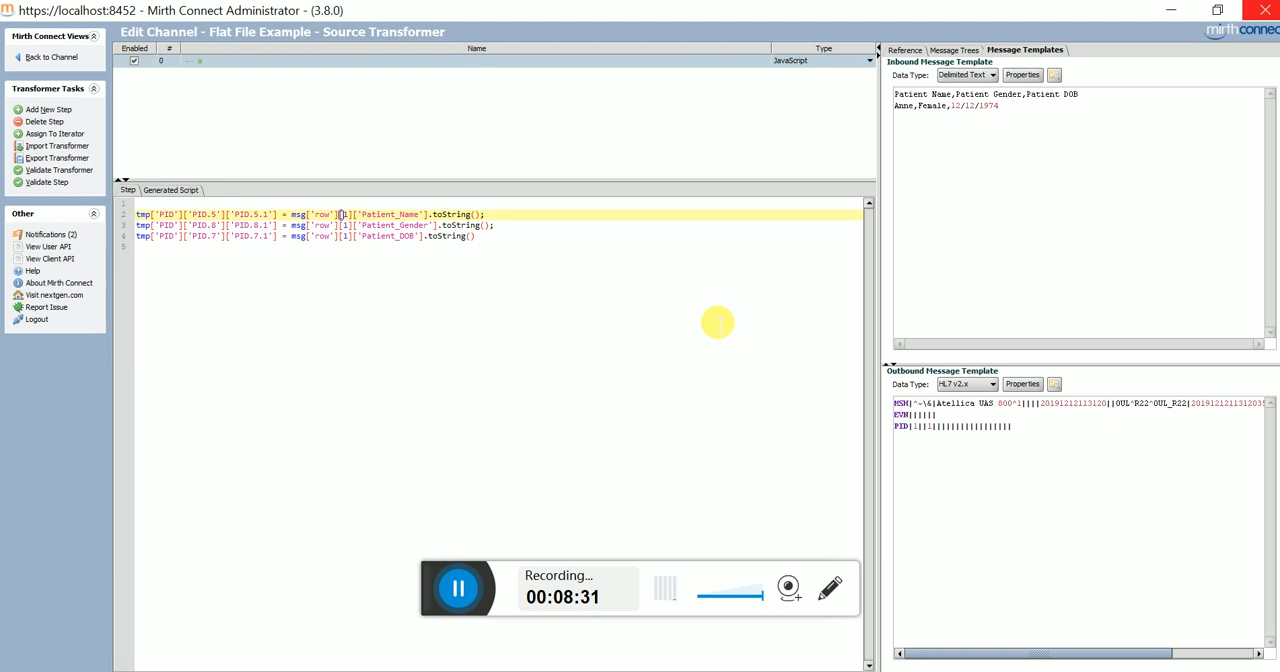 https://localhost:8452 - Mirth Connect Administrator - (3.8.0)
Mirth Connect Views
Back to Channel
Transformer Tasks
Add New Step
Delete Step
Assign To Iterator
Import Transformer
Export Transformer
Validate Transformer
Validate Step
Other
Notifications (2)
View User API
View Client API
Help
About Mirth Connect
Visit nextgen.com
Report Issue
Logout
Edit Channel - Flat File Example - Source Transformer
mirth connec
Enabled # Name Type
0 JavaScript
Step Generated Script
1
2 tmp['PID']['PID.5']['PID.5.1'] = msg['row'][1]['Patient_Name'].toString();
3 tmp['PID']['PID.8']['PID.8.1'] = msg['row'][1]['Patient_Gender'].toString();
4 tmp['PID']['PID.7']['PID.7.1'] = msg['row'][1]['Patient_DOB'].toString()
5
Reference Message Trees Message Templates
Inbound Message Template
Data Type: Delimited Text Properties
Patient Name,Patient Gender,Patient DOB
Anne,Female,12/12/1974
Outbound Message Template
Data Type: HL7 v2.x Properties
MSH|^~\&|Atellica UAS 800^1||||20191212113120||OUL^R22^OUL_R22|2019121211312035
EVN||||||
PID|1||1|||||||||||||||||
Recording...
00:08:31